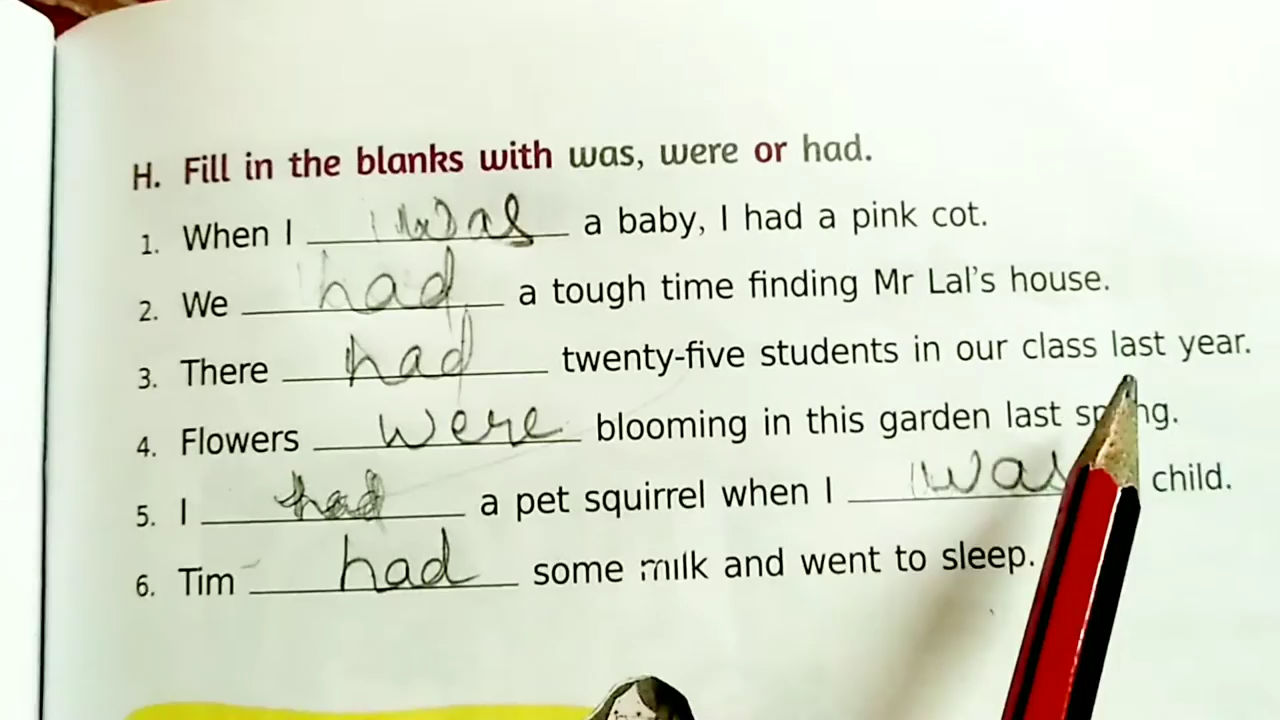 H. Fill in the blanks with was, were or had.
1. When I was a baby, I had a pink cot.
2. We had a tough time finding Mr Lal's house.
3. There had twenty-five students in our class last year.
4. Flowers were blooming in this garden last
5. I had a pet squirrel when I was child.
6. Tim had some milk and went to sleep.